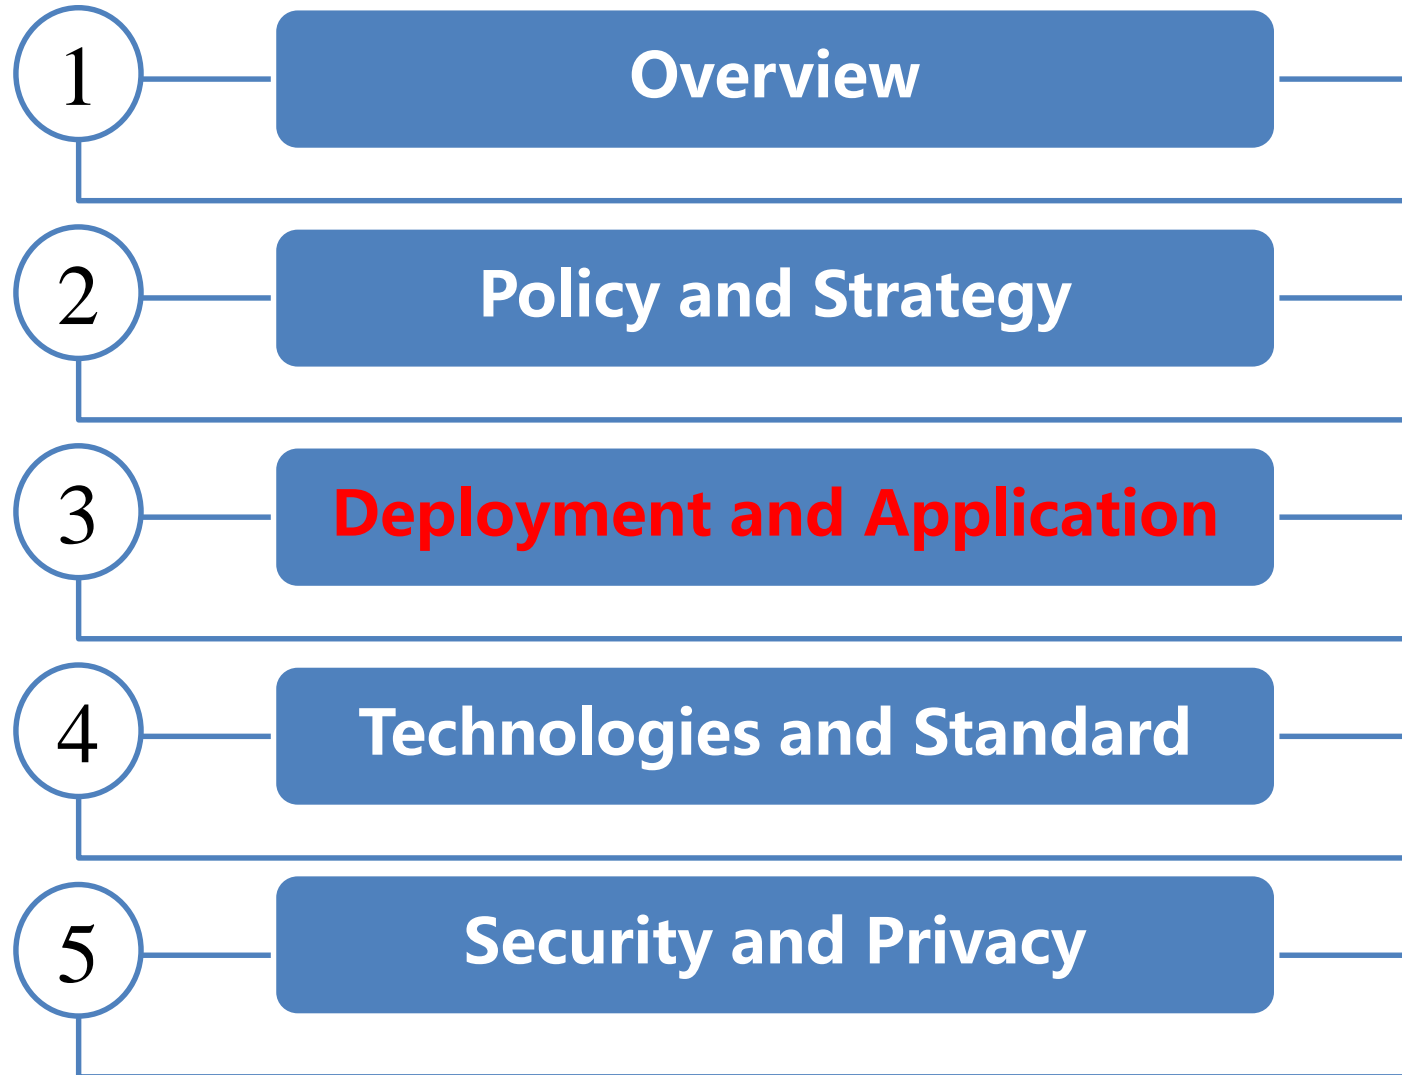 1
Overview
2
Policy and Strategy
3
Deployment and Application
4
Technologies and Standard
5
Security and Privacy